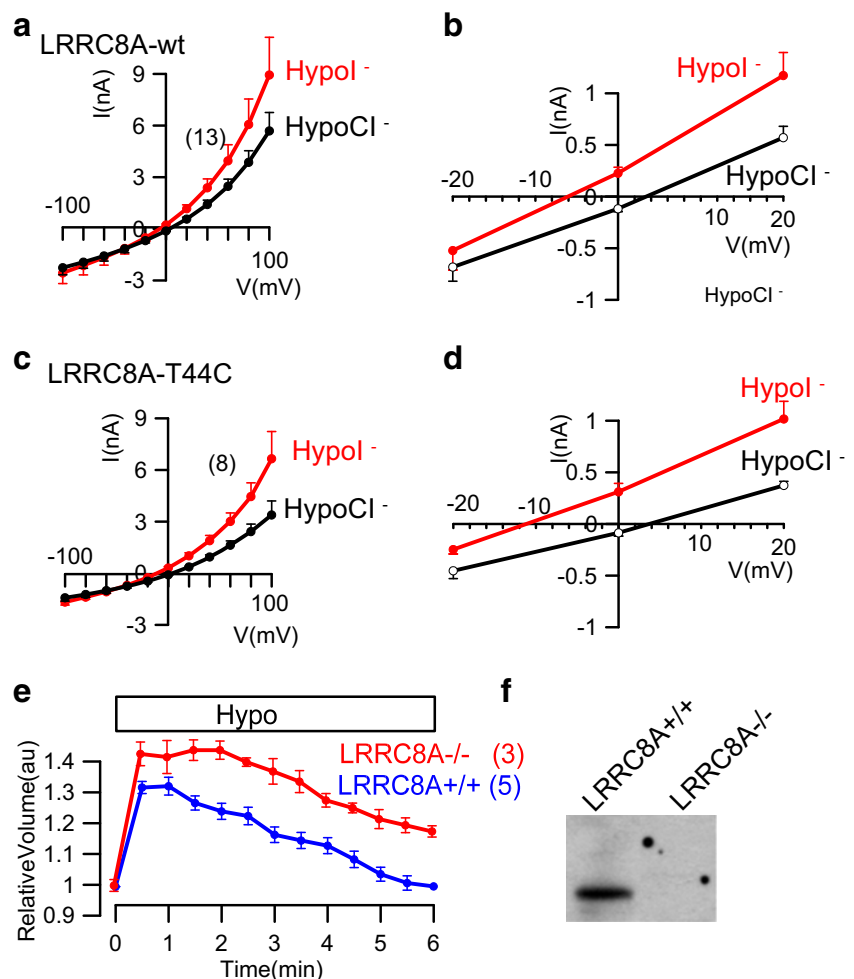 a
LRRC8A-wt
I(nA)
9
6
3
0
-3
-100
100
V(mV)
(13)
HypoI -
HypoCl -
b
I(nA)
1
0.5
0
-0.5
-1
-20
-10
10
20
V(mV)
HypoI -
HypoCl -
HypoCl -
c
LRRC8A-T44C
I(nA)
9
6
3
0
-3
-100
100
V(mV)
(8)
HypoI -
HypoCl -
d
I(nA)
1
0.5
0
-0.5
-1
-20
-10
10
20
V(mV)
HypoI -
HypoCl -
e
Hypo
LRRC8A-/- (3)
LRRC8A+/+ (5)
RelativeVolume(au)
1.4
1.3
1.2
1.1
1
0.9
0 1 2 3 4 5 6
Time(min)
f
LRRC8A+/+
LRRC8A-/-